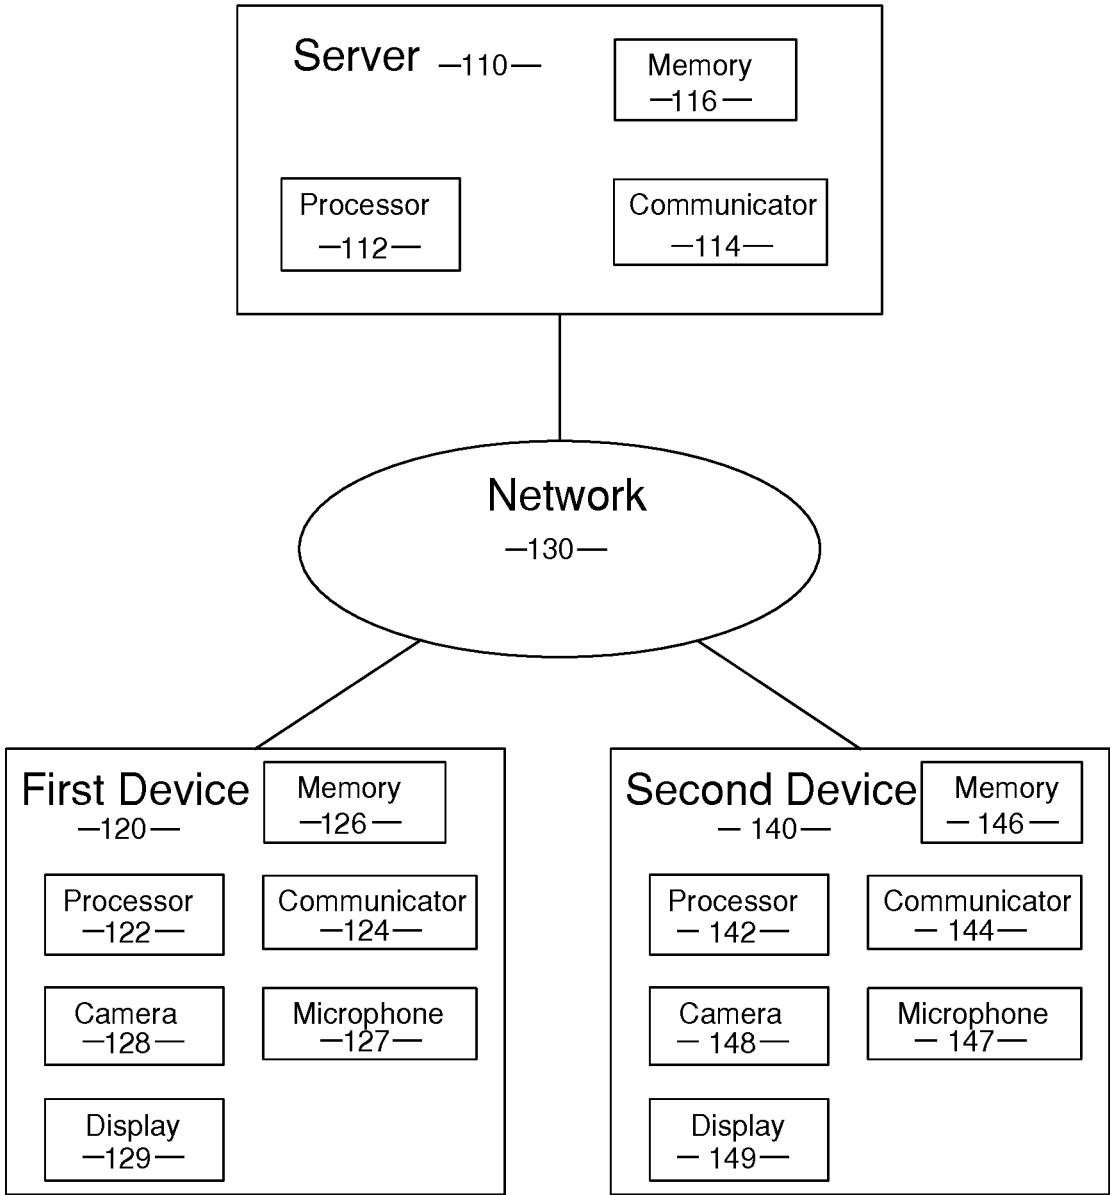 Server —110—
Memory
—116—
Processor
—112—
Communicator
—114—
Network
—130—
First Device
—120—
Memory
—126—
Processor
—122—
Communicator
—124—
Camera
—128—
Microphone
—127—
Display
—129—
Second Device
— 140—
Memory
— 146—
Processor
— 142—
Communicator
— 144—
Camera
— 148—
Microphone
— 147—
Display
— 149—